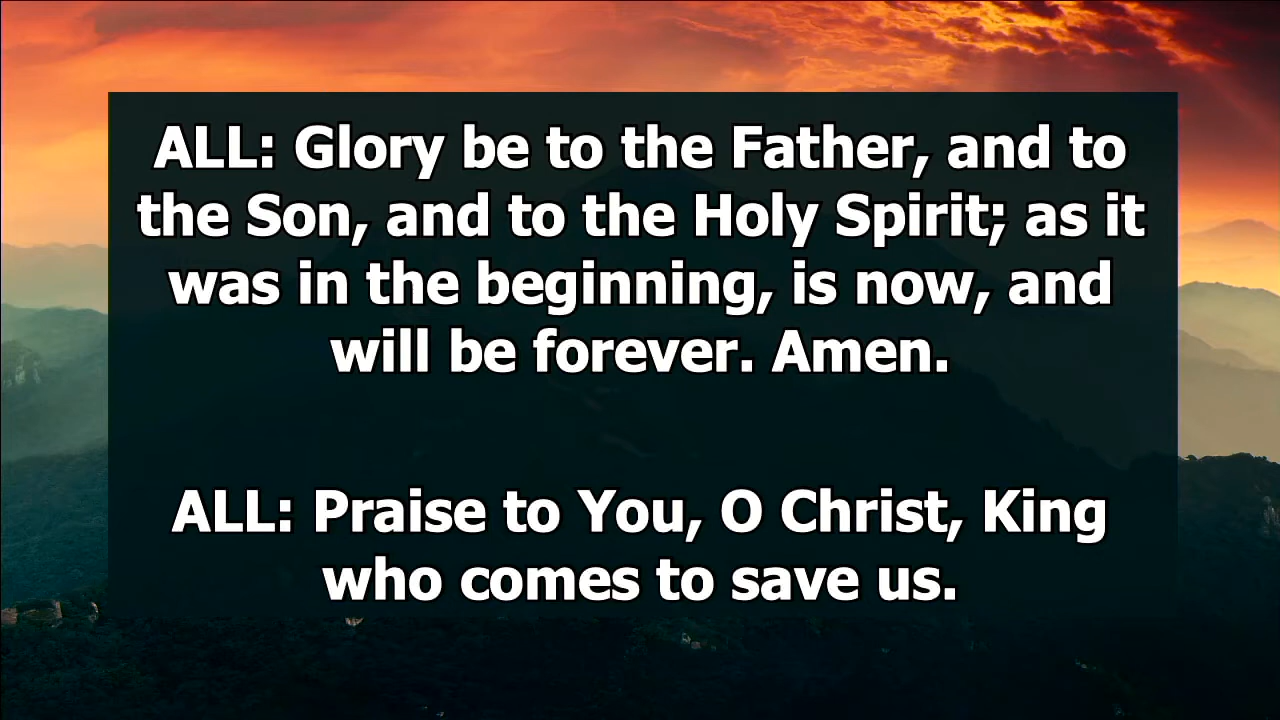 ALL: Glory be to the Father, and to
the Son, and to the Holy Spirit; as it
was in the beginning, is now, and
will be forever. Amen.
ALL: Praise to You, O Christ, King
who comes to save us.